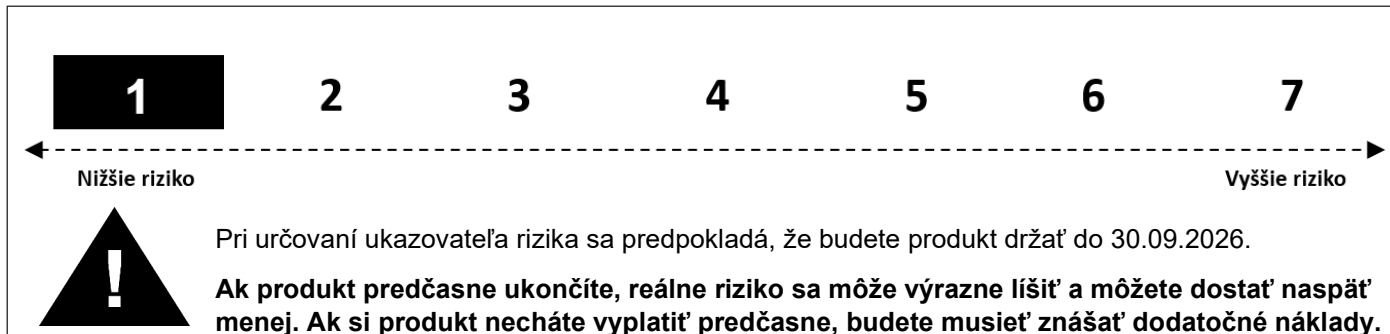 1 2 3 4 5 6 7
Nižšie riziko Vyššie riziko
!
Pri určovaní ukazovateľa rizika sa predpokladá, že budete produkt držať do 30.09.2026.
Ak produkt predčasne ukončíte, reálne riziko sa môže výrazne líšiť a môžete dostať naspäť
menej. Ak si produkt necháte vyplatiť predčasne, budete musieť znášať dodatočné náklady.